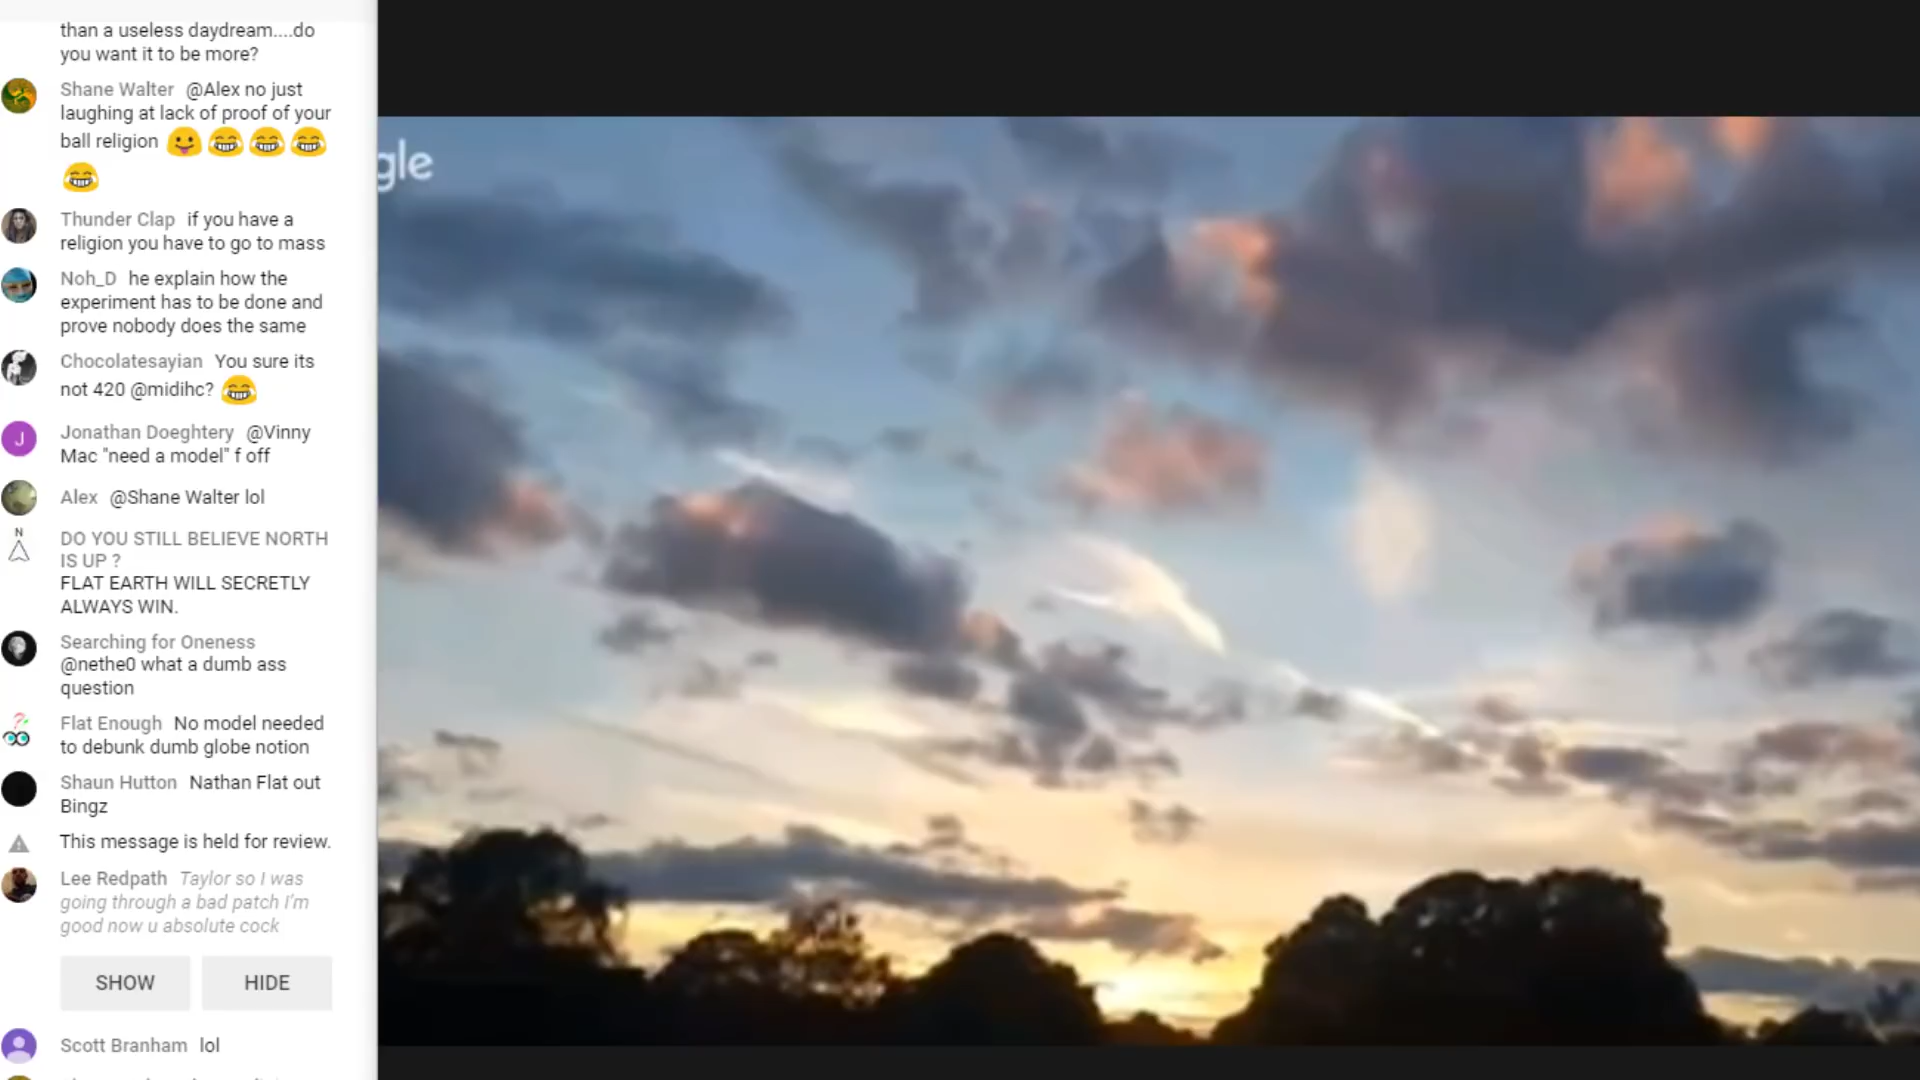 than a useless daydream....do
you want it to be more?
Shane Walter @Alex no just
laughing at lack of proof of your
ball religion
Thunder Clap if you have a
religion you have to go to mass
Noh_D he explain how the
experiment has to be done and
prove nobody does the same
Chocolatesayian You sure its
not 420 @midihc?
J
Jonathan Doeghtery @Vinny
Mac "need a model" f off
Alex @Shane Walter lol
N
DO YOU STILL BELIEVE NORTH
IS UP ?
FLAT EARTH WILL SECRETLY
ALWAYS WIN.
Searching for Oneness
@nethe0 what a dumb ass
question
Flat Enough No model needed
to debunk dumb globe notion
Shaun Hutton Nathan Flat out
Bingz
This message is held for review.
Lee Redpath Taylor so I was
going through a bad patch I'm
good now u absolute cock
SHOW HIDE
Scott Branham lol
gle